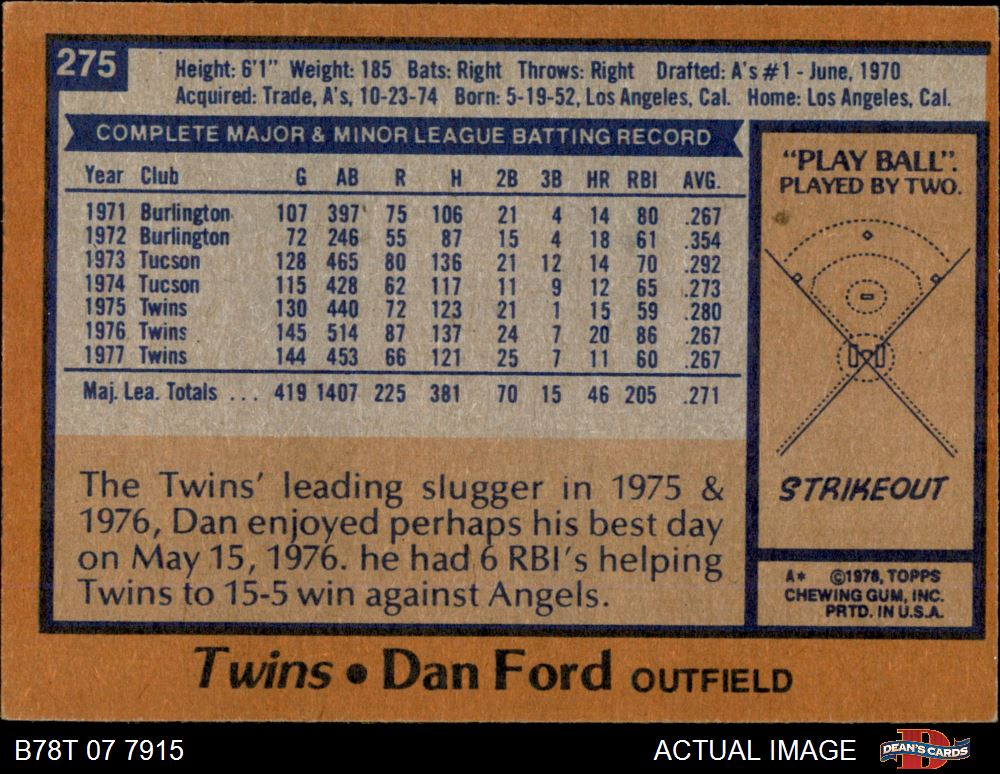 275
Height: 6'1" Weight: 185 Bats: Right Throws: Right Drafted: A's #1 - June, 1970
Acquired: Trade, A's, 10-23-74 Born: 5-19-52, Los Angeles, Cal. Home: Los Angeles, Cal.
COMPLETE MAJOR & MINOR LEAGUE BATTING RECORD
Year Club G AB R H 2B 3B HR RBI AVG.
1971 Burlington 107 397 75 106 21 4 14 80 .267
1972 Burlington 72 246 55 87 15 4 18 61 .354
1973 Tucson 128 465 80 136 21 12 14 70 .292
1974 Tucson 115 428 62 117 11 9 12 65 .273
1975 Twins 130 440 72 123 21 1 15 59 .280
1976 Twins 145 514 87 137 24 7 20 86 .267
1977 Twins 144 453 66 121 25 7 11 60 .267
Maj. Lea. Totals ... 419 1407 225 381 70 15 46 205 .271
The Twins' leading slugger in 1975 &
1976, Dan enjoyed perhaps his best day
on May 15, 1976. he had 6 RBI's helping
Twins to 15-5 win against Angels.
"PLAY BALL".
PLAYED BY TWO.
STRIKEOUT
A* ©1978, TOPPS
CHEWING GUM, INC.
PRTD. IN U.S.A.
Twins • Dan Ford OUTFIELD
B78T 07 7915 ACTUAL IMAGE DEAN'S CARDS